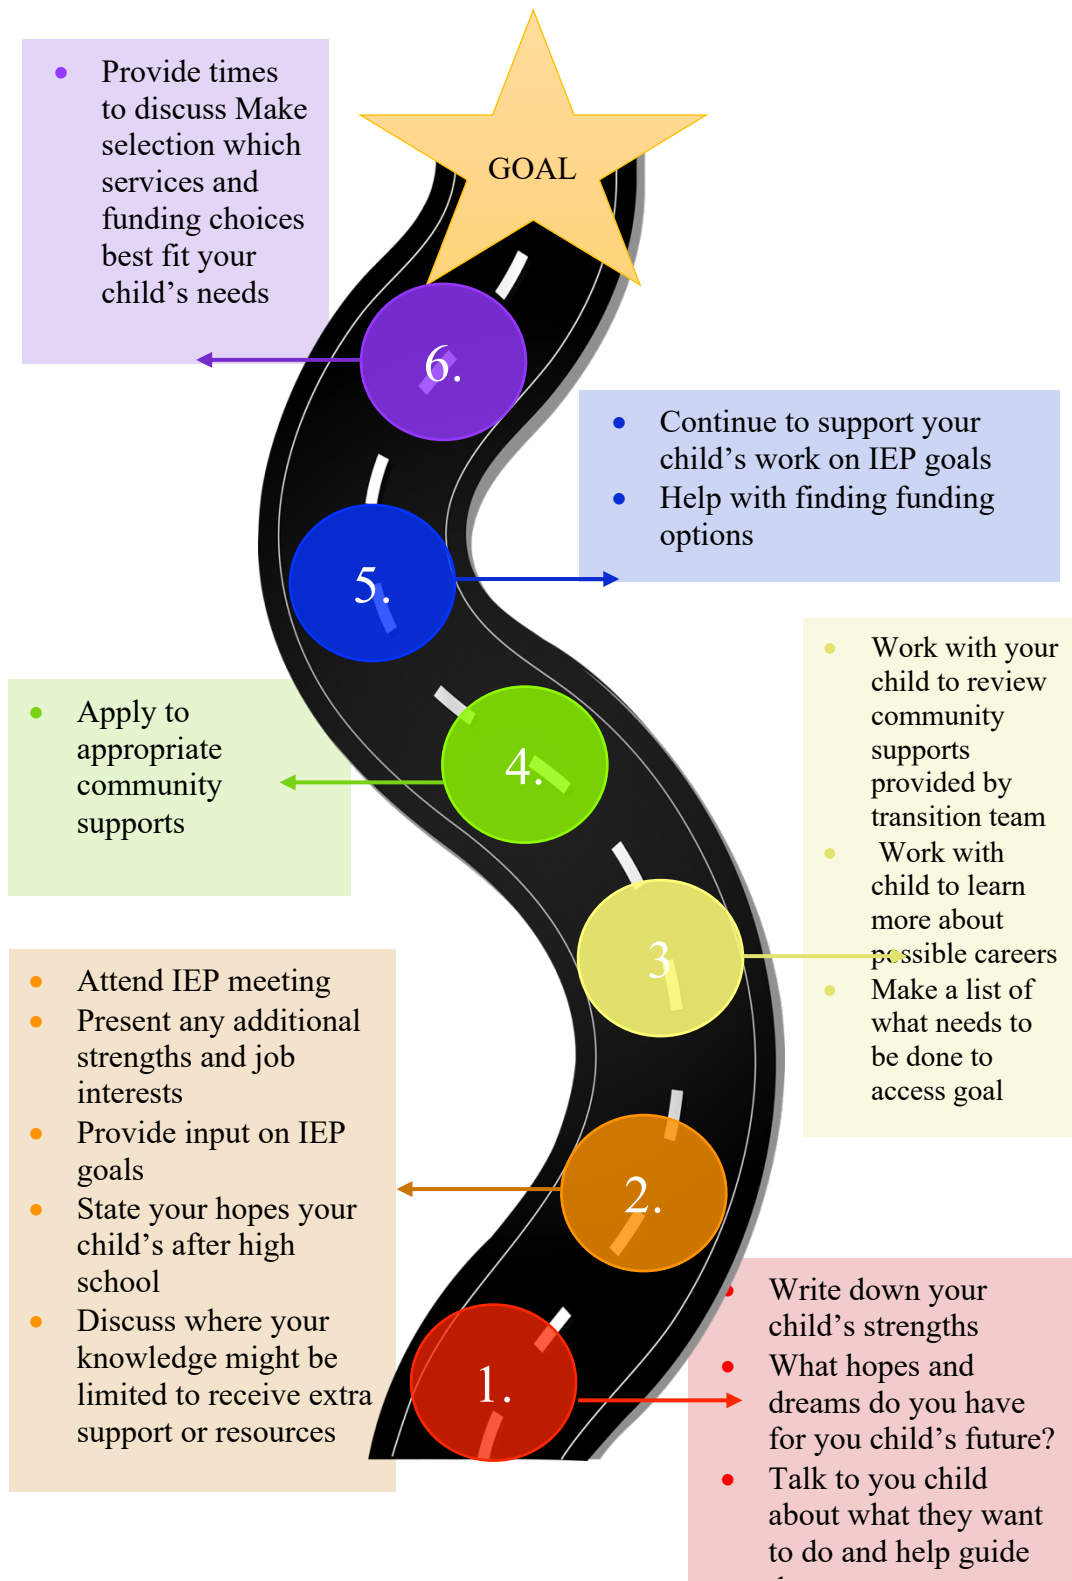 GOAL
Provide times
to discuss Make
selection which
services and
funding choices
best fit your
child's needs
6.
Continue to support your
child's work on IEP goals
Help with finding funding
options
5.
Work with your
child to review
community
supports
provided by
transition team
Work with
child to learn
more about
possible careers
Make a list of
what needs to
be done to
access goal
Apply to
appropriate
community
supports
4.
3
Attend IEP meeting
Present any additional
strengths and job
interests
Provide input on IEP
goals
State your hopes your
child's after high
school
Discuss where your
knowledge might be
limited to receive extra
support or resources
2.
Write down your
child's strengths
What hopes and
dreams do you have
for you child's future?
Talk to you child
about what they want
to do and help guide
1.